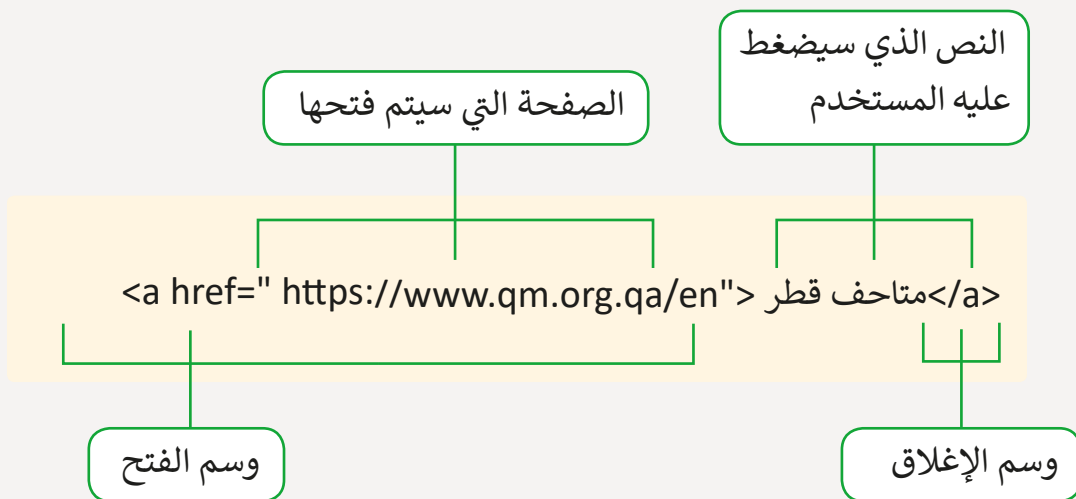 النص الذي سيضغط
عليه المستخدم
الصفحة التي سيتم فتحها
<a href=" https://www.qm.org.qa/en"> متاحف قطر</a>
وسم الإغلاق
وسم الفتح